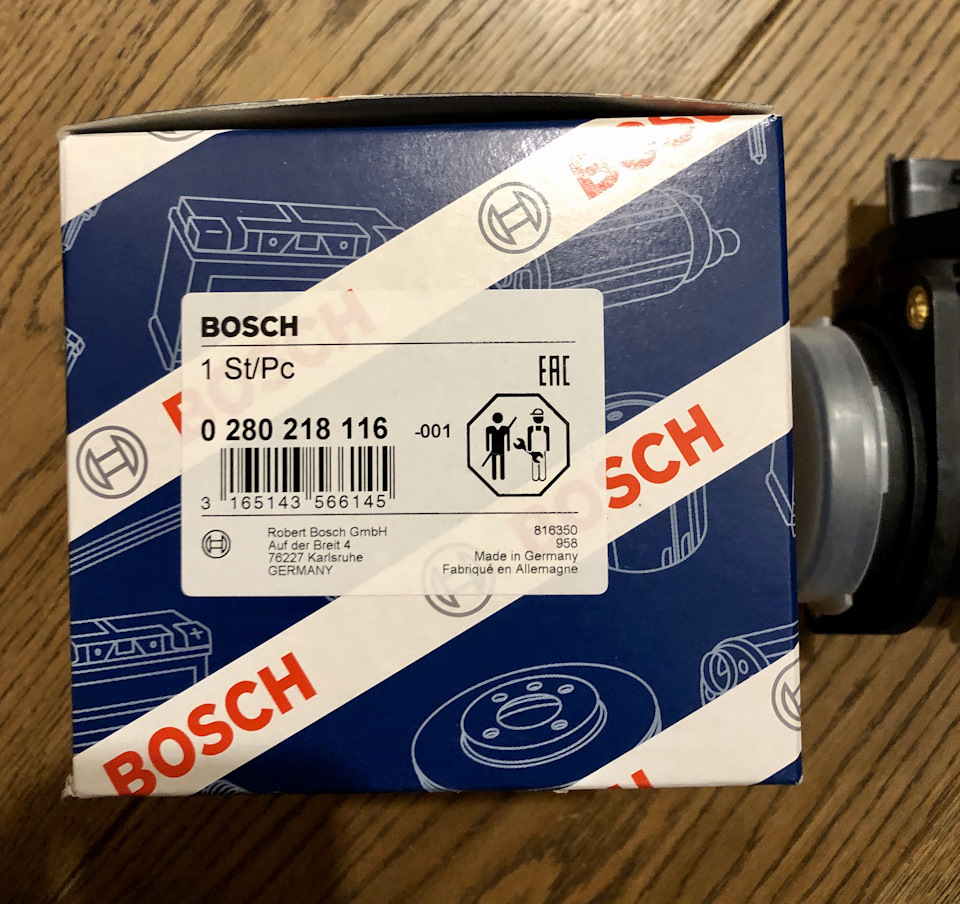 BOSCH
BOSCH
BOSCH
1 St/Pc
EAC
0 280 218 116 -001
3 165143 566145
BOSCH
Robert Bosch GmbH
Auf der Breit 4
76227 Karlsruhe
GERMANY
816350
958
Made in Germany
Fabriqué en Allemagne
BOSCH